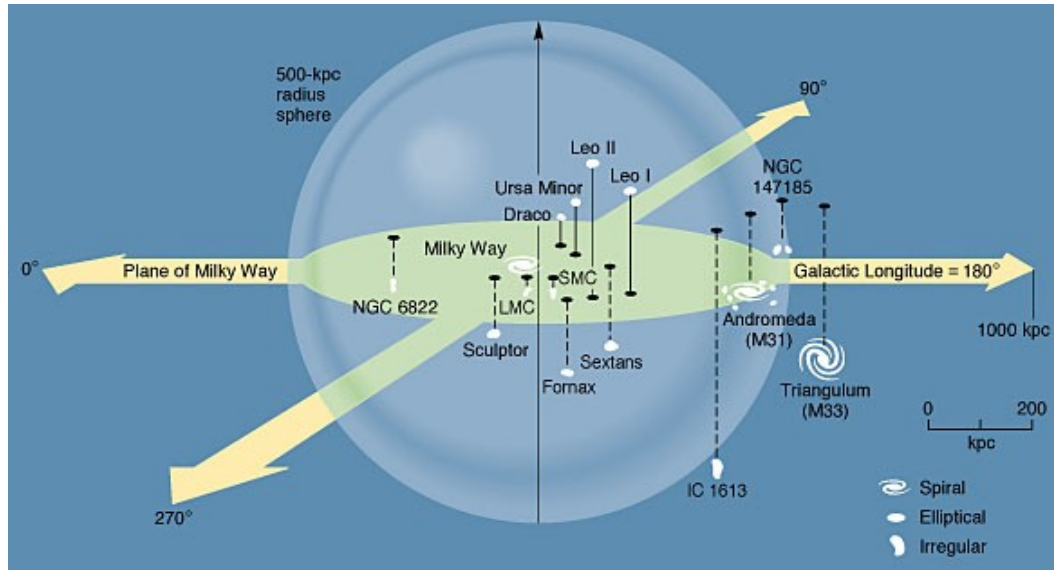 500-kpc
radius
sphere
90°
Leo II
Leo I
NGC
147185
Ursa Minor
Draco
Milky Way
0°
Plane of Milky Way
Galactic Longitude = 180°
SMC
NGC 6822
LMC
Andromeda
(M31)
1000 kpc
Sculptor
Sextans
Fornax
Triangulum
(M33)
0 200
kpc
IC 1613
270°
Spiral
Elliptical
Irregular